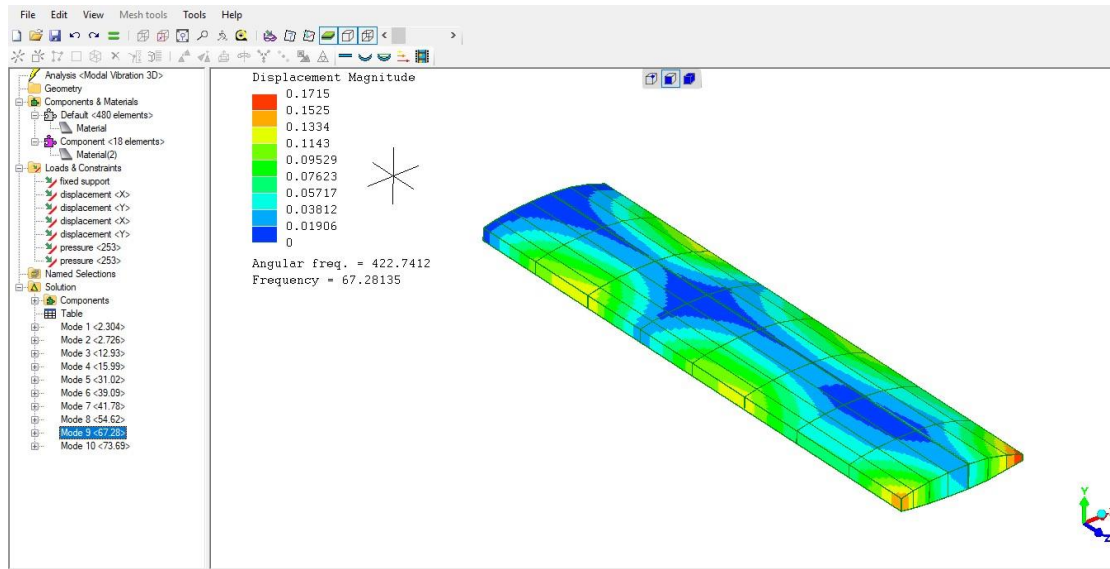 File Edit View Mesh tools Tools Help
Analysis <Modal Vibration 3D>
Geometry
Components & Materials
Default <480 elements>
Material
Component <18 elements>
Material(2)
Loads & Constraints
fixed support
displacement <X>
displacement <Y>
displacement <X>
displacement <Y>
pressure <253>
pressure <253>
Named Selections
Solution
Components
Table
Mode 1 <2.304>
Mode 2 <2.726>
Mode 3 <12.93>
Mode 4 <15.99>
Mode 5 <31.02>
Mode 6 <39.09>
Mode 7 <41.78>
Mode 8 <54.62>
Mode 9 <67.28>
Mode 10 <73.69>
Displacement Magnitude
0.1715
0.1525
0.1334
0.1143
0.09529
0.07623
0.05717
0.03812
0.01906
0
Angular freq. = 422.7412
Frequency = 67.28135
Y
Z